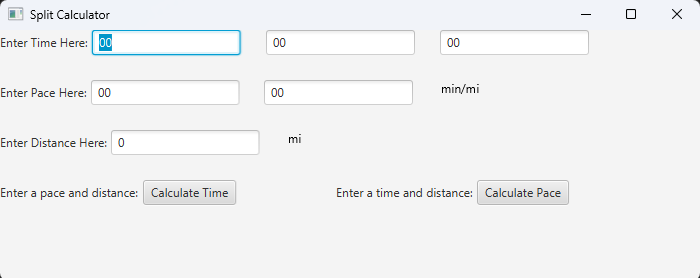 Split Calculator
Enter Time Here: 00 00 00
Enter Pace Here: 00 00 min/mi
Enter Distance Here: 0 mi
Enter a pace and distance: Calculate Time Enter a time and distance: Calculate Pace